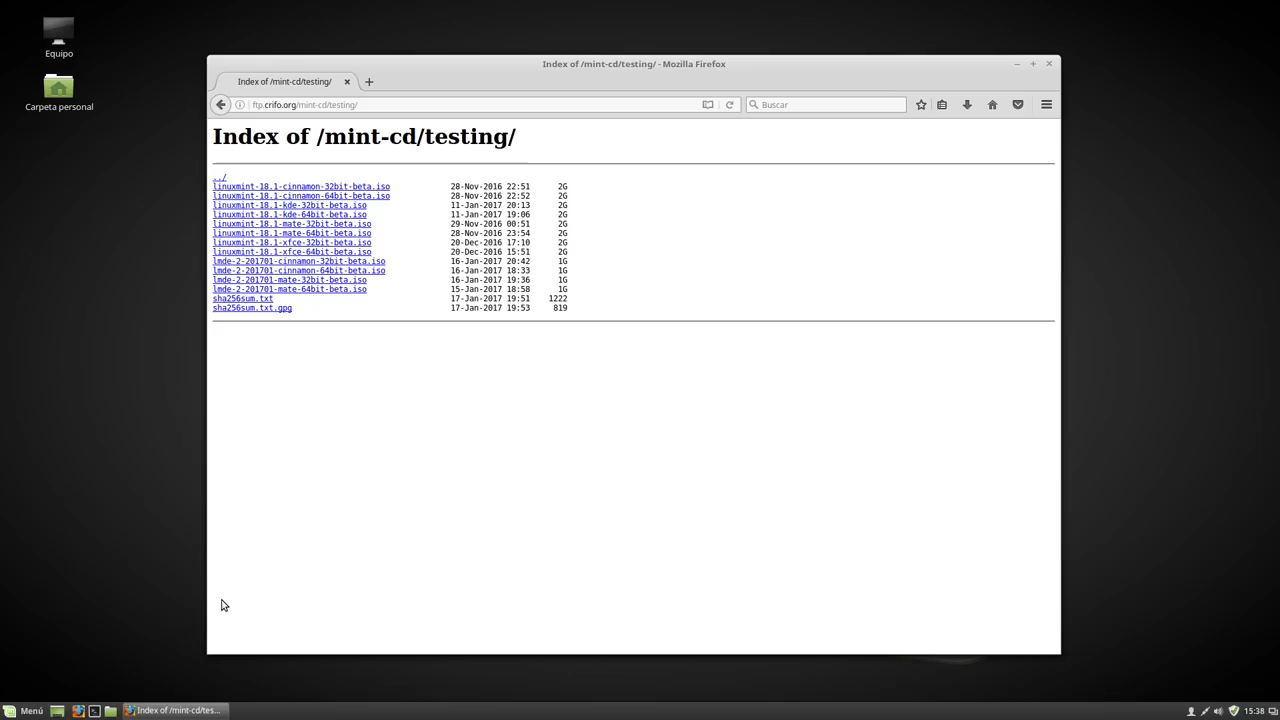 Equipo
Carpeta personal
Index of /mint-cd/testing/ - Mozilla Firefox
Index of /mint-cd/testing/
ftp.crifo.org/mint-cd/testing/
Buscar
Index of /mint-cd/testing/
../
linuxmint-18.1-cinnamon-32bit-beta.iso 28-Nov-2016 22:51 2G
linuxmint-18.1-cinnamon-64bit-beta.iso 28-Nov-2016 22:52 2G
linuxmint-18.1-kde-32bit-beta.iso 11-Jan-2017 20:13 2G
linuxmint-18.1-kde-64bit-beta.iso 11-Jan-2017 19:06 2G
linuxmint-18.1-mate-32bit-beta.iso 29-Nov-2016 00:51 2G
linuxmint-18.1-mate-64bit-beta.iso 28-Nov-2016 23:54 2G
linuxmint-18.1-xfce-32bit-beta.iso 20-Dec-2016 17:10 2G
linuxmint-18.1-xfce-64bit-beta.iso 20-Dec-2016 15:51 2G
lmde-2-201701-cinnamon-32bit-beta.iso 16-Jan-2017 20:42 1G
lmde-2-201701-cinnamon-64bit-beta.iso 16-Jan-2017 18:33 1G
lmde-2-201701-mate-32bit-beta.iso 16-Jan-2017 19:36 1G
lmde-2-201701-mate-64bit-beta.iso 15-Jan-2017 18:58 1G
sha256sum.txt 17-Jan-2017 19:51 1222
sha256sum.txt.gpg 17-Jan-2017 19:53 819
Menú
Index of /mint-cd/tes...
15:38